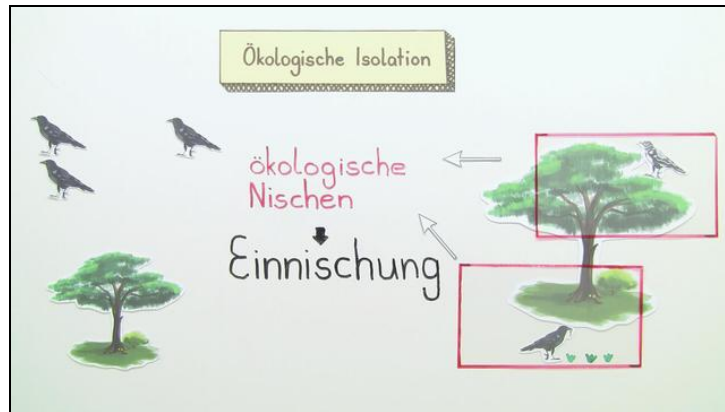 Ökologische Isolation
ökologische
Nischen
Einnischung